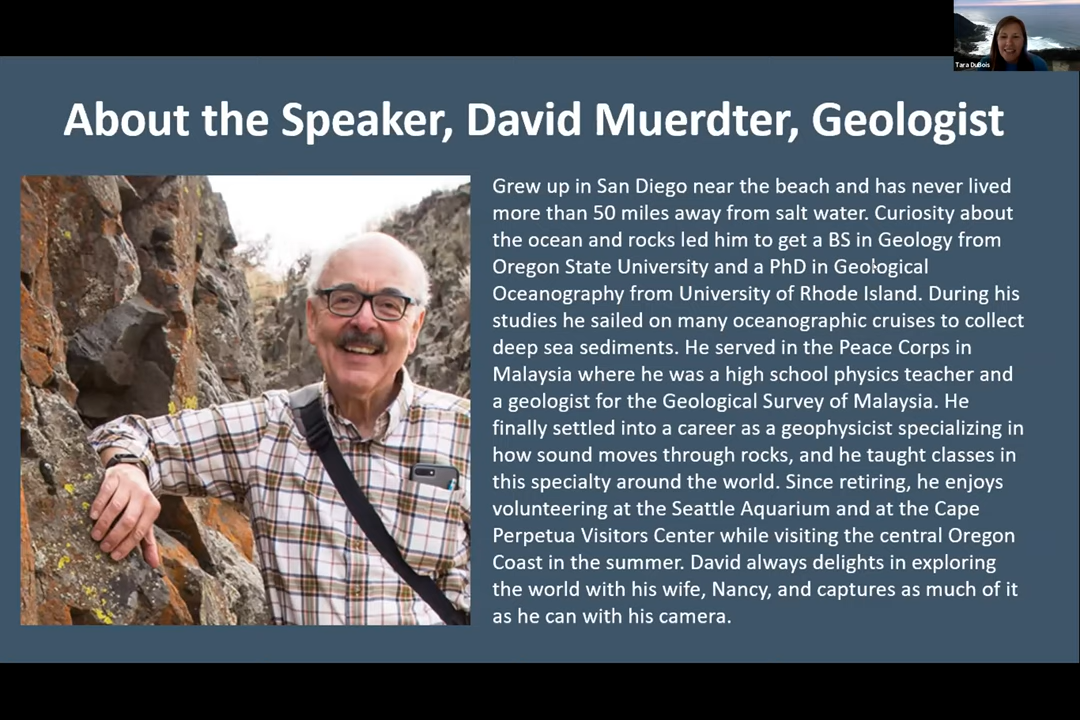 Tara DuBois
About the Speaker, David Muerdter, Geologist
Grew up in San Diego near the beach and has never lived
more than 50 miles away from salt water. Curiosity about
the ocean and rocks led him to get a BS in Geology from
Oregon State University and a PhD in Geological
Oceanography from University of Rhode Island. During his
studies he sailed on many oceanographic cruises to collect
deep sea sediments. He served in the Peace Corps in
Malaysia where he was a high school physics teacher and
a geologist for the Geological Survey of Malaysia. He
finally settled into a career as a geophysicist specializing in
how sound moves through rocks, and he taught classes in
this specialty around the world. Since retiring, he enjoys
volunteering at the Seattle Aquarium and at the Cape
Perpetua Visitors Center while visiting the central Oregon
Coast in the summer. David always delights in exploring
the world with his wife, Nancy, and captures as much of it
as he can with his camera.